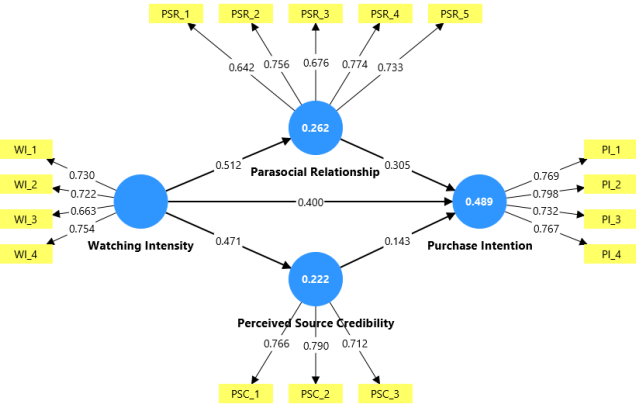 PSR_1 PSR_2 PSR_3 PSR_4 PSR_5
0.642 0.756 0.676 0.774 0.733
0.262
Parasocial Relationship
WI_1
WI_2
WI_3
WI_4
0.730
0.722
0.663
0.754
Watching Intensity
0.512
0.305
0.400
0.471
0.143
0.489
Purchase Intention
0.769
0.798
0.732
0.767
PI_1
PI_2
PI_3
PI_4
0.222
Perceived Source Credibility
0.766 0.790 0.712
PSC_1 PSC_2 PSC_3